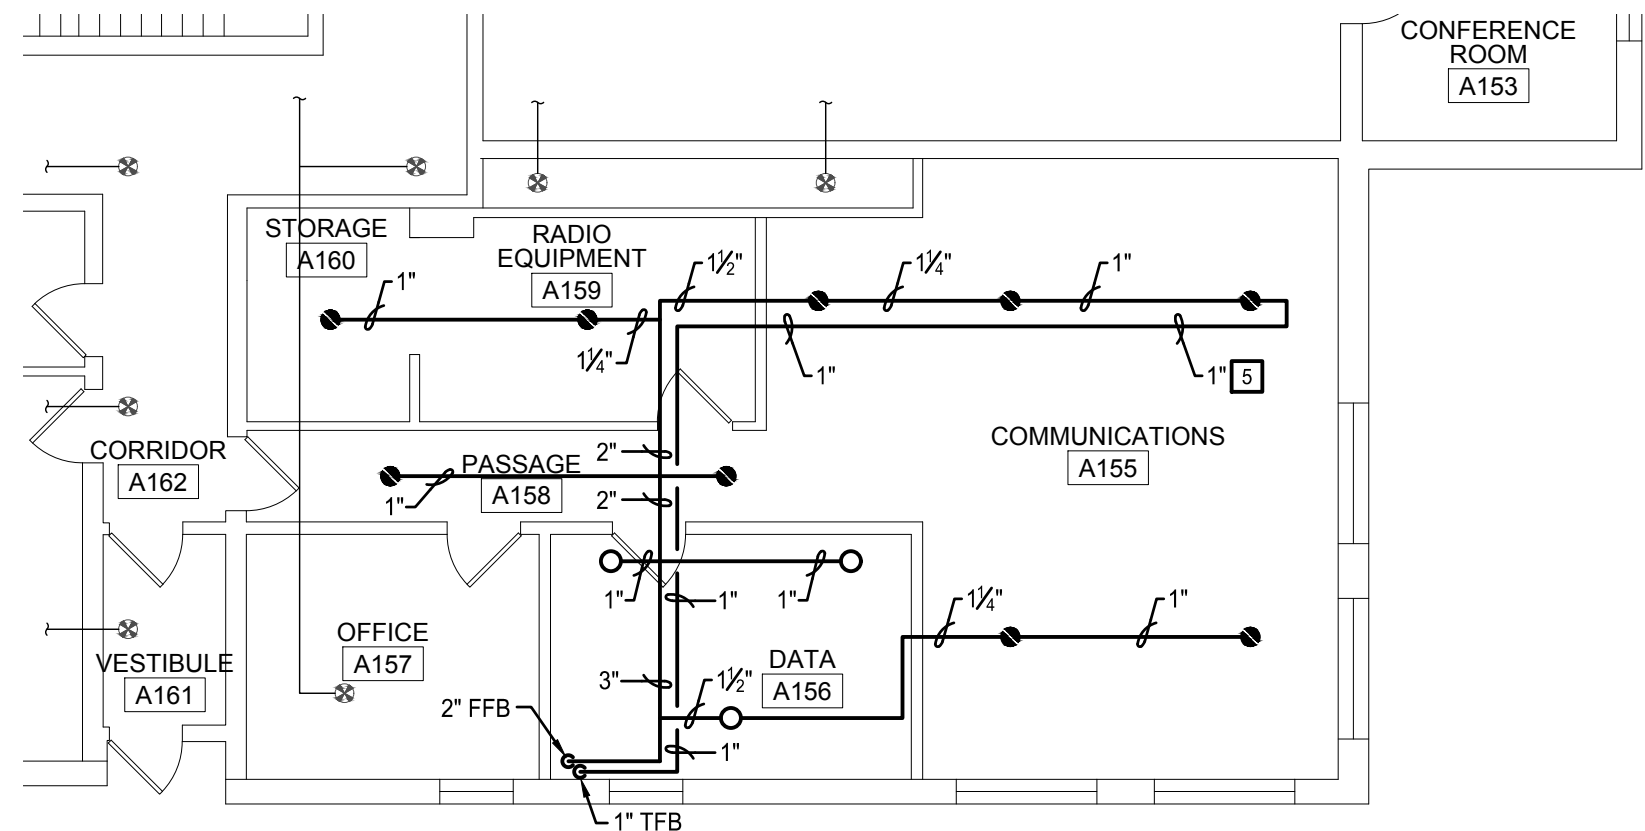 CONFERENCE
ROOM
A153
STORAGE
A160
RADIO
EQUIPMENT
A159
1"
1¼"
1½"
1¼"
1"
1"
1"
5
CORRIDOR
A162
PASSAGE
A158
1"
2"
2"
COMMUNICATIONS
A155
1"
1"
1"
1¼"
1"
VESTIBULE
A161
OFFICE
A157
3"
1½"
DATA
A156
2" FFB
1"
1" TFB